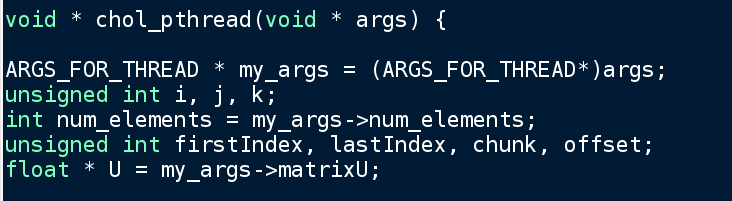 void * chol_pthread(void * args) {
ARGS_FOR_THREAD * my_args = (ARGS_FOR_THREAD*)args;
unsigned int i, j, k;
int num_elements = my_args->num_elements;
unsigned int firstIndex, lastIndex, chunk, offset;
float * U = my_args->matrixU;